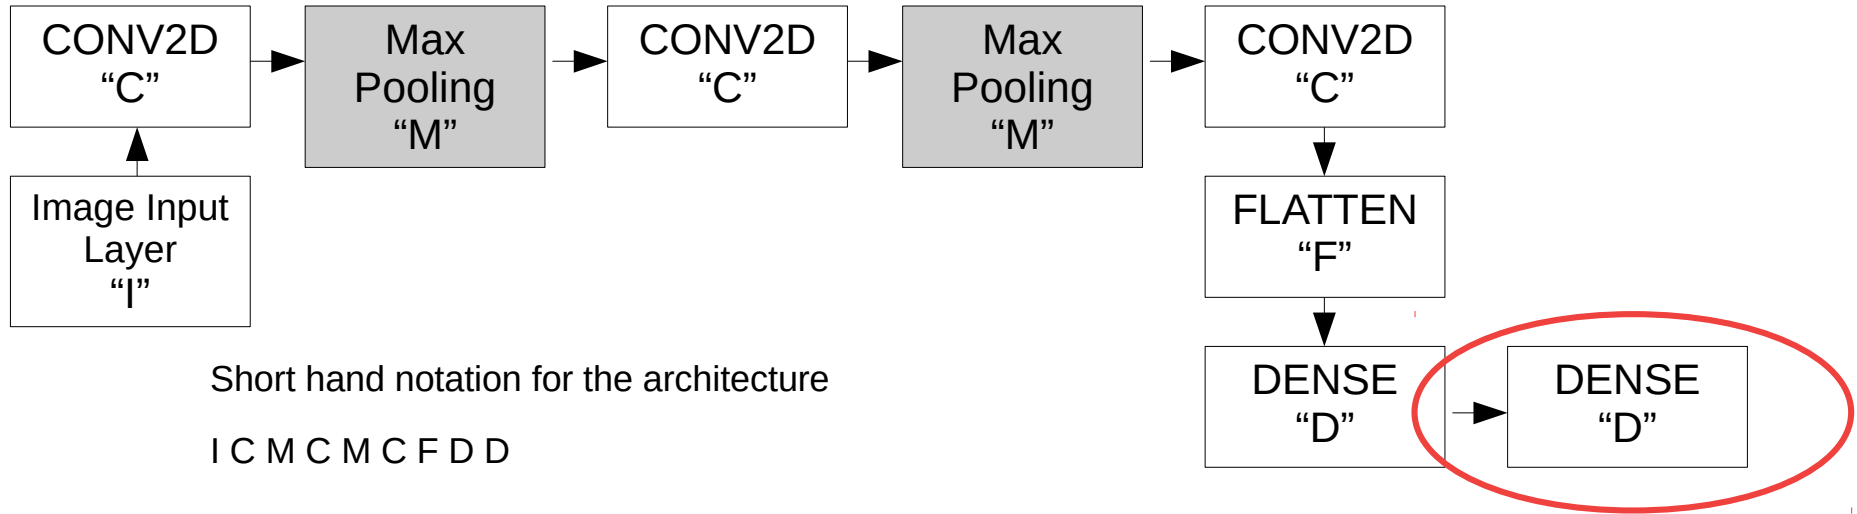 CONV2D
“C”
Max
Pooling
“M”
CONV2D
“C”
Max
Pooling
“M”
CONV2D
“C”
Image Input
Layer
“I”
FLATTEN
“F”
DENSE
“D”
DENSE
“D”
Short hand notation for the architecture
I C M C M C F D D